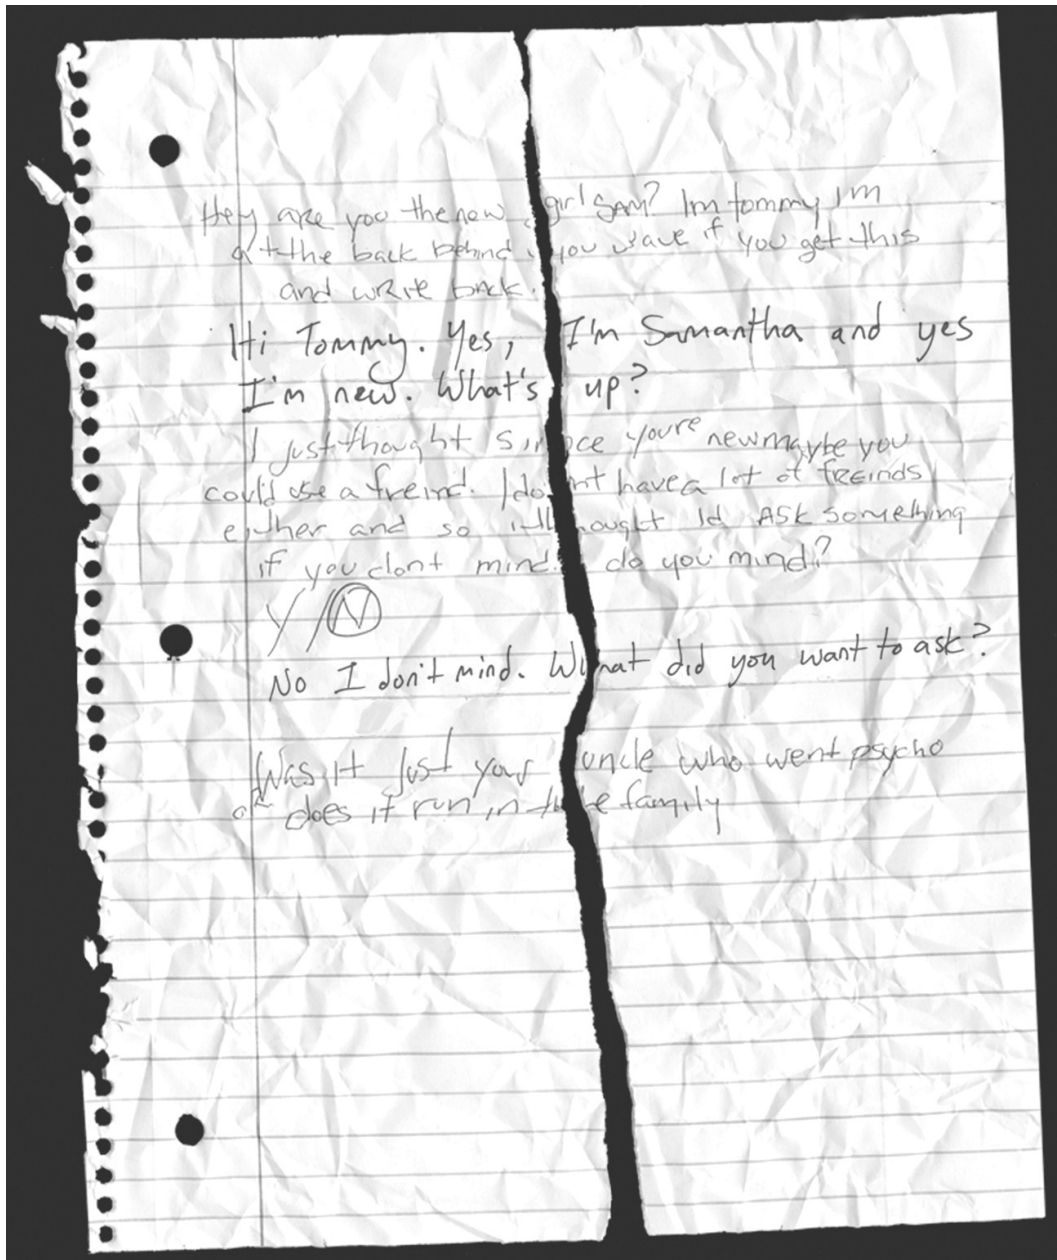 Hey are you the new girl SAM? Im tommy Im
at the back behind you wave if you get this
and write back.
Hi Tommy. Yes, I'm Samantha and yes
I'm new. What's up?
I just thought since youre new maybe you
could use a freind. I dont have a lot of freinds
either and so i thought Id ASK something
if you dont mind. do you mind?
Y/N
No I don't mind. What did you want to ask?
Was it just your uncle who went psycho
or does it run in the family